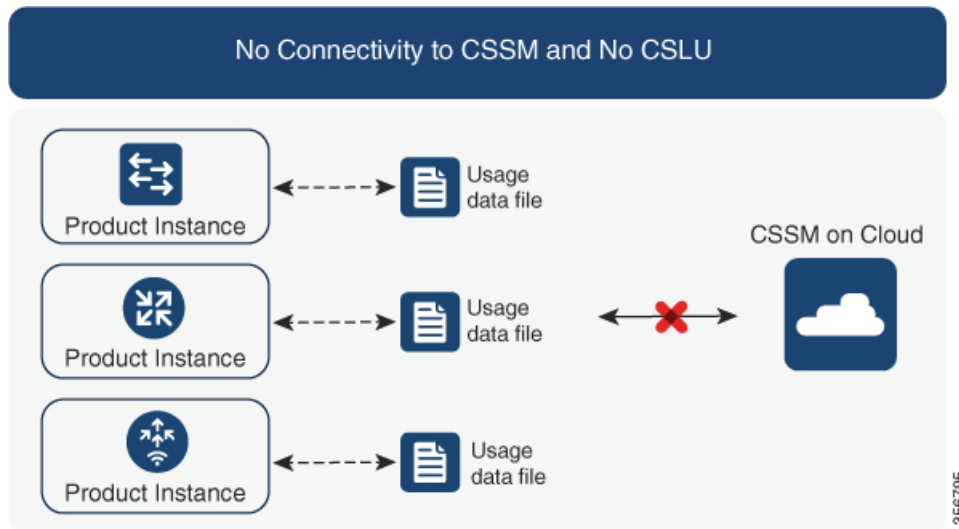 No Connectivity to CSSM and No CSLU
Product Instance
Usage
data file
Product Instance
Usage
data file
Product Instance
Usage
data file
CSSM on Cloud